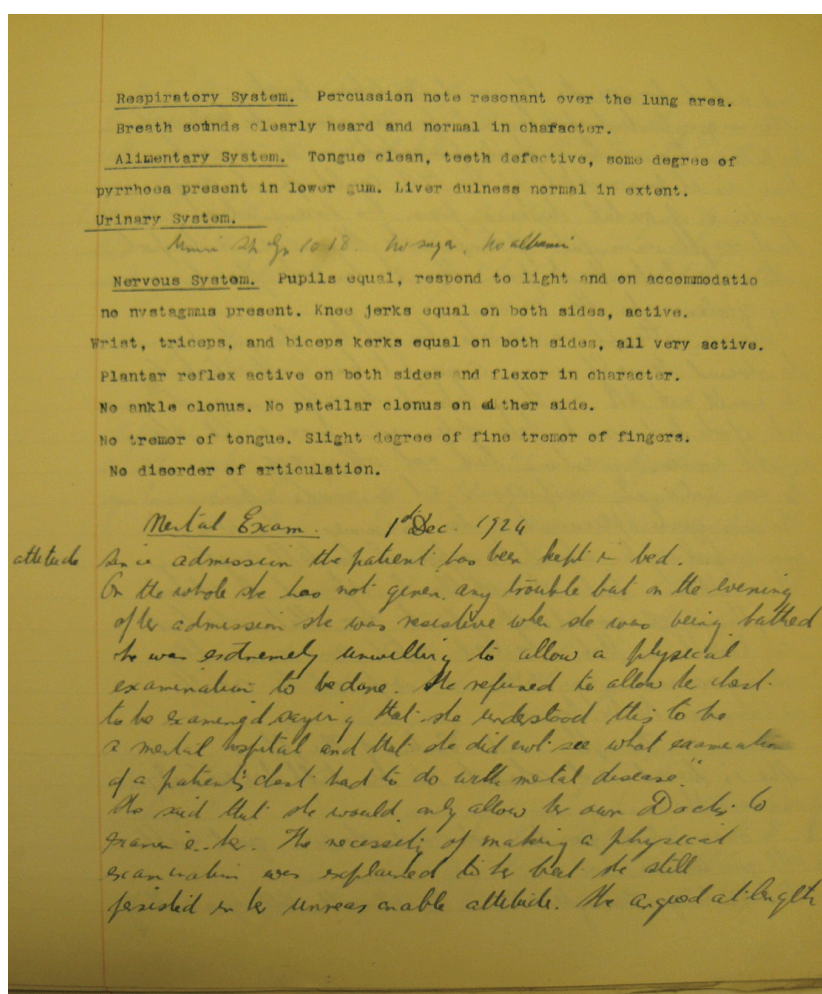 Respiratory System. Percussion note resonant over the lung area.
Breath sounds clearly heard and normal in character.
Alimentary System. Tongue clean, teeth defective, some degree of
pyrrhoea present in lower gum. Liver dulness normal in extent.
Urinary System.
Urine Sp Gr 1018. No sugar, No albumin
Nervous System. Pupils equal, respond to light and on accommodatio
no nystagmus present. Knee jerks equal on both sides, active.
Wrist, triceps, and biceps kerks equal on both sides, all very active.
Plantar reflex active on both sides and flexor in character.
No ankle clonus. No patellar clonus on either side.
No tremor of tongue. Slight degree of fine tremor of fingers.
No disorder of articulation.
Mental Exam. 1st Dec. 1924
attitude Since admission the patient has been kept in bed.
On the whole she has not given any trouble but on the evening
after admission she was resistive when she was being bathed
She was extremely unwilling to allow a physical
examination to be done. She refused to allow her chest
to be examined saying that she understood this to be
a mental hospital and that she did not see what examination
of a patient's chest had to do with metal disease."
She said that she would only allow her own Doctor to
examine her. The necessity of making a physical
examination was explained to her but she still
persisted in her unreasonable attitude. She argued at length